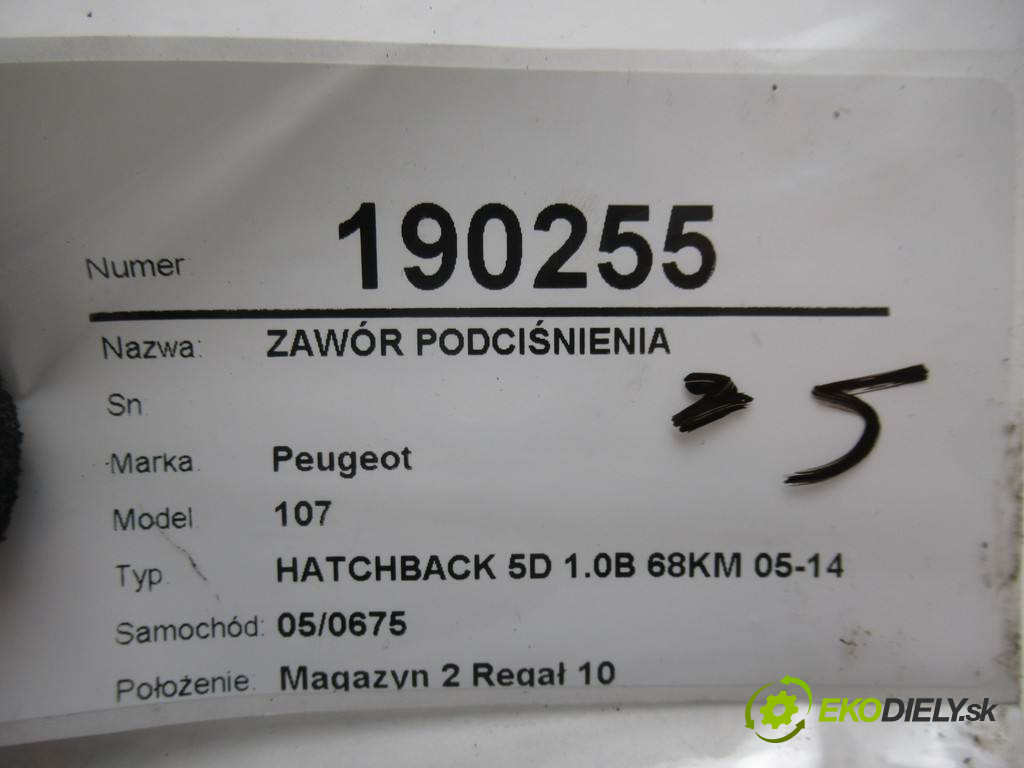 Numer 190255
Nazwa: ZAWÓR PODCIŚNIENIA
Sn
25
Marka Peugeot
Model 107
Typ HATCHBACK 5D 1.0B 68KM 05-14
Samochód: 05/0675
Położenie: Magazyn 2 Regał 10
EKODIELY.sk